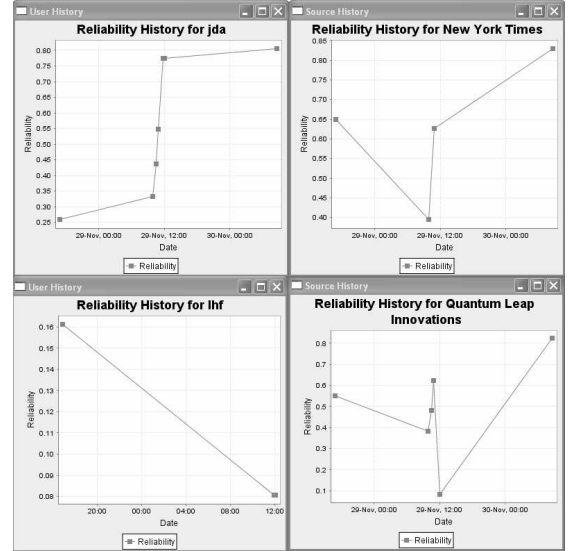 User History
Reliability History for jda
0.80
0.75
0.70
0.65
0.60
0.55
0.50
0.45
0.40
0.35
0.30
0.25
Reliability
29-Nov, 00:00 29-Nov, 12:00 30-Nov, 00:00
Date
Reliability
Source History
Reliability History for New York Times
0.85
0.80
0.75
0.70
0.65
0.60
0.55
0.50
0.45
0.40
Reliability
29-Nov, 00:00 29-Nov, 12:00 30-Nov, 00:00
Date
Reliability
User History
Reliability History for lhf
0.16
0.15
0.14
0.13
0.12
0.11
0.10
0.09
0.08
Reliability
20:00 00:00 04:00 08:00 12:00
Date
Reliability
Source History
Reliability History for Quantum Leap
Innovations
0.8
0.7
0.6
0.5
0.4
0.3
0.2
0.1
Reliability
29-Nov, 00:00 29-Nov, 12:00 30-Nov, 00:00
Date
Reliability